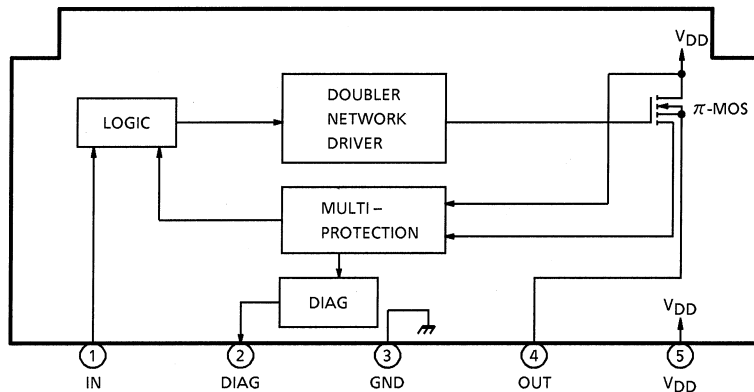 VDD
DOUBLER
NETWORK
DRIVER
π-MOS
LOGIC
MULTI–
PROTECTION
DIAG
VDD
1 2 3 4 5
IN DIAG GND OUT VDD